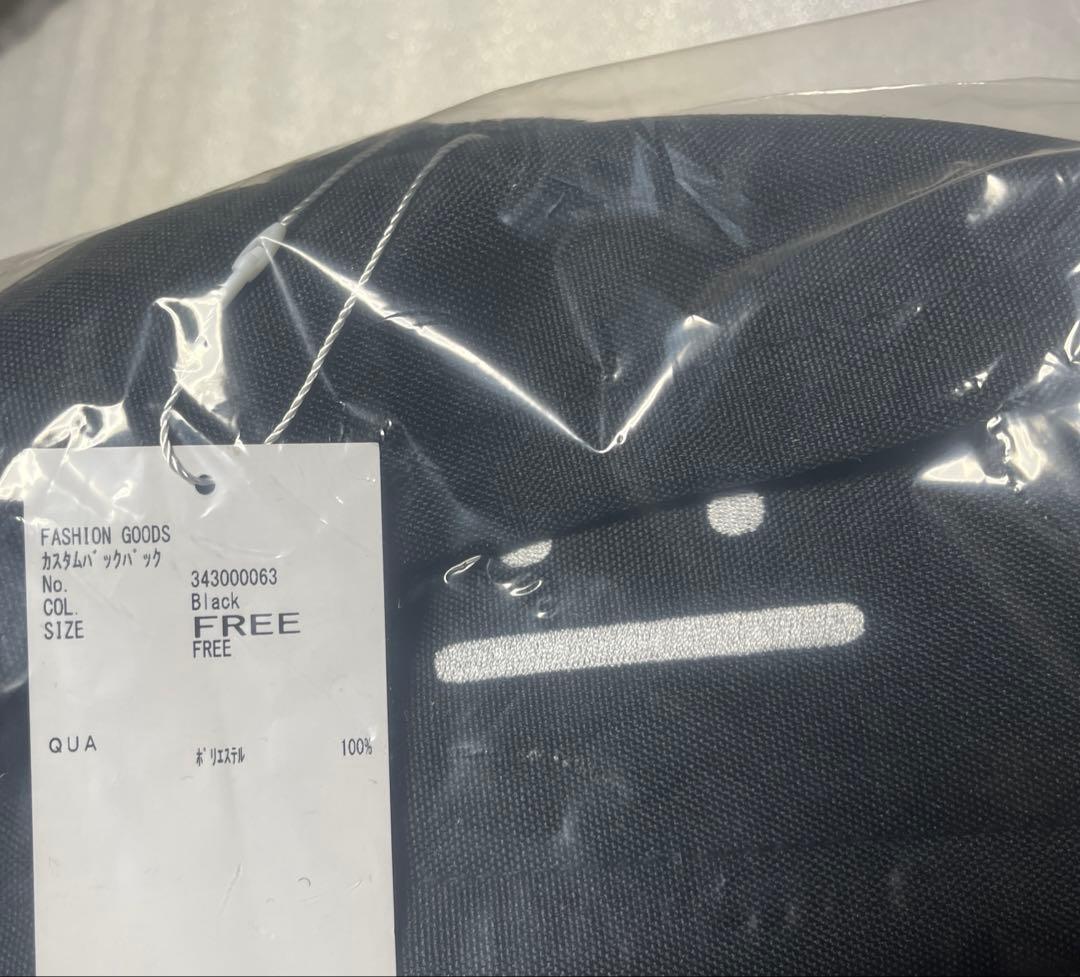 FASHION GOODS
ｶｽﾀﾑﾊﾞｯｸﾊﾟｯｸ
No. 343000063
COL. Black
SIZE FREE
FREE
QUA ﾎﾟﾘｴｽﾃﾙ 100%